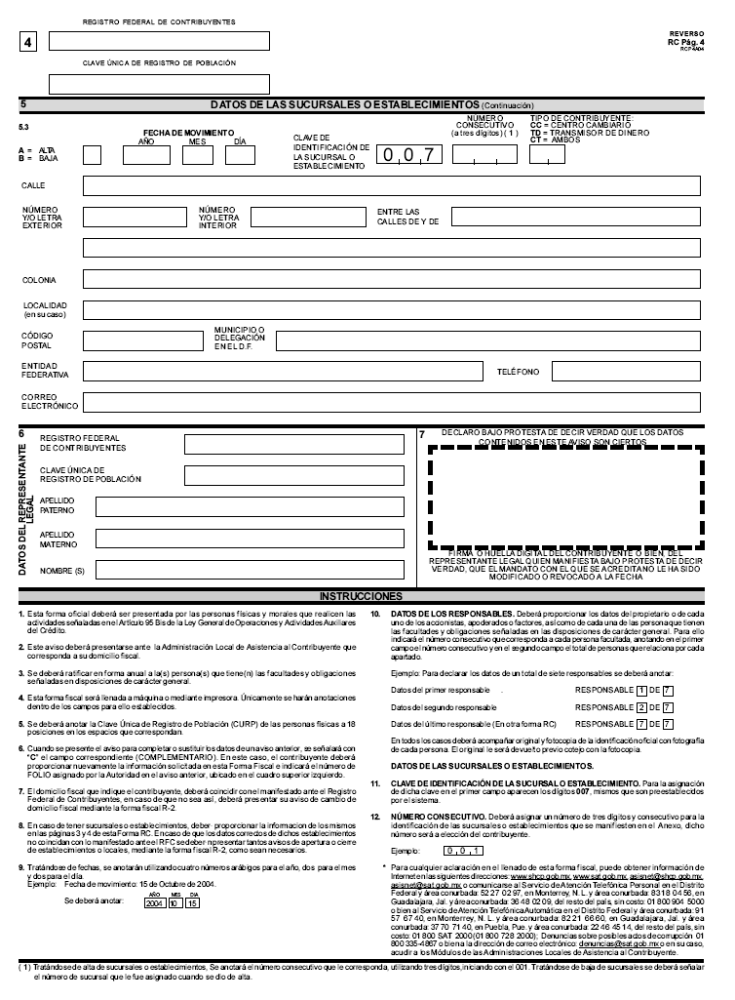 REGISTRO FEDERAL DE CONTRIBUYENTES
4
REVERSO
RC Pág. 4
RCP4A04
CLAVE ÚNICA DE REGISTRO DE POBLACIÓN
5 DATOS DE LAS SUCURSALES O ESTABLECIMIENTOS (Continuación)
5.3
A = ALTA
B = BAJA
FECHA DE MOVIMIENTO
AÑO MES DÍA
CLAVE DE
IDENTIFICACIÓN DE
LA SUCURSAL O
ESTABLECIMIENTO
0 0 7
NÚMERO
CONSECUTIVO
(a tres dígitos) ( 1 )
TIPO DE CONTRIBUYENTE:
CC = CENTRO CAMBIARIO
TD = TRANSMISOR DE DINERO
CT = AMBOS
CALLE
NÚMERO
Y/O LETRA
EXTERIOR
NÚMERO
Y/O LETRA
INTERIOR
ENTRE LAS
CALLES DE Y DE
COLONIA
LOCALIDAD
(en su caso)
CÓDIGO
POSTAL
MUNICIPIO O
DELEGACIÓN
EN EL D.F.
ENTIDAD
FEDERATIVA
TELÉFONO
CORREO
ELECTRÓNICO
6
DATOS DEL REPRESENTANTE
LEGAL
REGISTRO FEDERAL
DE CONTRIBUYENTES
CLAVE ÚNICA DE
REGISTRO DE POBLACIÓN
APELLIDO
PATERNO
APELLIDO
MATERNO
NOMBRE (S)
7 DECLARO BAJO PROTESTA DE DECIR VERDAD QUE LOS DATOS
CONTENIDOS EN ESTE AVISO SON CIERTOS
FIRMA O HUELLA DIGITAL DEL CONTRIBUYENTE O BIEN, DEL
REPRESENTANTE LEGAL QUIEN MANIFIESTA BAJO PROTESTA DE DECIR
VERDAD, QUE EL MANDATO CON EL QUE SE ACREDITA NO LE HA SIDO
MODIFICADO O REVOCADO A LA FECHA
INSTRUCCIONES
1. Esta forma oficial deberá ser presentada por las personas físicas y morales que realicen las
actividades señaladas en el Artículo 95 Bis de la Ley General de Operaciones y Actividades Auxiliares
del Crédito.
2. Este aviso deberá presentarse ante la Administración Local de Asistencia al Contribuyente que
corresponda a su domicilio fiscal.
3. Se deberá ratificar en forma anual a la(s) persona(s) que tiene(n) las facultades y obligaciones
señaladas en disposiciones de carácter general.
4. Esta forma fiscal será llenada a máquina o mediante impresora. Únicamente se harán anotaciones
dentro de los campos para ello establecidos.
5. Se deberá anotar la Clave Única de Registro de Población (CURP) de las personas físicas a 18
posiciones en los espacios que correspondan.
6. Cuando se presente el aviso para completar o sustituir los datos de un aviso anterior, se señalará con
"C" el campo correspondiente (COMPLEMENTARIO). En este caso, el contribuyente deberá
proporcionar nuevamente la información solicitada en esta Forma Fiscal e indicará el número de
FOLIO asignado por la Autoridad en el aviso anterior, ubicado en el cuadro superior izquierdo.
7. El domicilio fiscal que indique el contribuyente, deberá coincidir con el manifestado ante el Registro
Federal de Contribuyentes, en caso de que no sea así, deberá presentar su aviso de cambio de
domicilio fiscal mediante la forma fiscal R-2.
8. En caso de tener sucursales o establecimientos, deber proporcionar la informacion de los mismos
en las páginas 3 y 4 de esta Forma RC. En caso de que los datos correctos de dichos establecimientos
no coincidan con lo manifestado ante el RFC se deber n presentar tantos avisos de apertura o cierre
de establecimientos o locales, mediante la forma fiscal R-2, como sean necesarios.
9. Tratándose de fechas, se anotarán utilizando cuatro números arábigos para el año, dos para el mes
y dos para el día.
Ejemplo: Fecha de movimiento: 15 de Octubre de 2004.
AÑO MES DIA
Se deberá anotar: 2004 10 15
10. DATOS DE LOS RESPONSABLES. Deberá proporcionar los datos del propietario o de cada
uno de los accionistas, apoderados o factores, así como de cada una de las personas que tienen
las facultades y obligaciones señaladas en las disposiciones de carácter general. Para ello
indicará el número consecutivo que corresponda a cada persona facultada, anotando en el primer
campo el número consecutivo y en el segundo campo el total de personas que relaciona por cada
apartado.
Ejemplo: Para declarar los datos de un total de siete responsables se deberá anotar:
Datos del primer responsable . RESPONSABLE 1 DE 7
Datos del segundo responsable RESPONSABLE 2 DE 7
Datos del último responsable (En otra forma RC) RESPONSABLE 7 DE 7
En todos los casos deberá acompañar original y fotocopia de la identificación oficial con fotografía
de cada persona. El original le será devuelto previo cotejo con la fotocopia.
DATOS DE LAS SUCURSALES O ESTABLECIMIENTOS.
11. CLAVE DE IDENTIFICACIÓN DE LA SUCURSAL O ESTABLECIMIENTO. Para la asignación
de dicha clave en el primer campo aparecen los dígitos 007, mismos que son preestablecidos
por el sistema.
12. NÚMERO CONSECUTIVO. Deberá asignar un número de tres dígitos y consecutivo para la
identificación de las sucursales o establecimientos que se manifiesten en el Anexo, dicho
número será a elección del contribuyente.
Ejemplo: 0 0 1
* Para cualquier aclaración en el llenado de esta forma fiscal, puede obtener información de
Internet en las siguientes direcciones: www.shcp.gob.mx, www.sat.gob.mx, asisnet@shcp.gob.mx,
asisnet@sat.gob.mx, o comunicarse al Servicio de Atención Telefónica Personal en el Distrito
Federal y área conurbada: 52 27 02 97, en Monterrey, N. L. y área conurbada: 83 18 04 56, en
Guadalajara, Jal. y área conurbada: 36 48 02 09, del resto del país, sin costo: 01 800 904 5000
o bien al Servicio de Atención Telefónica Automática en el Distrito Federal y área conurbada: 91
57 67 40, en Monterrey, N. L. y área conurbada: 82 21 66 60, en Guadalajara, Jal. y área
conurbada: 37 70 71 40, en Puebla, Pue. y área conurbada: 22 46 45 14, del resto del país, sin
costo: 01 800 SAT 2000 (01 800 728 2000); Denuncias sobre posibles actos de corrupción 01
800 335-4867 o bien a la dirección de correo electrónico: denuncias@sat.gob.mx o en su caso,
acudir a los Módulos de las Administraciones Locales de Asistencia al Contribuyente.
( 1 ) Tratándose de alta de sucursales o establecimientos, Se anotará el número consecutivo que le corresponda, utilizando tres dígitos, iniciando con el 001. Tratándose de baja de sucursales se deberá señalar
el número de sucursal que le fue asignado cuando se dio de alta.